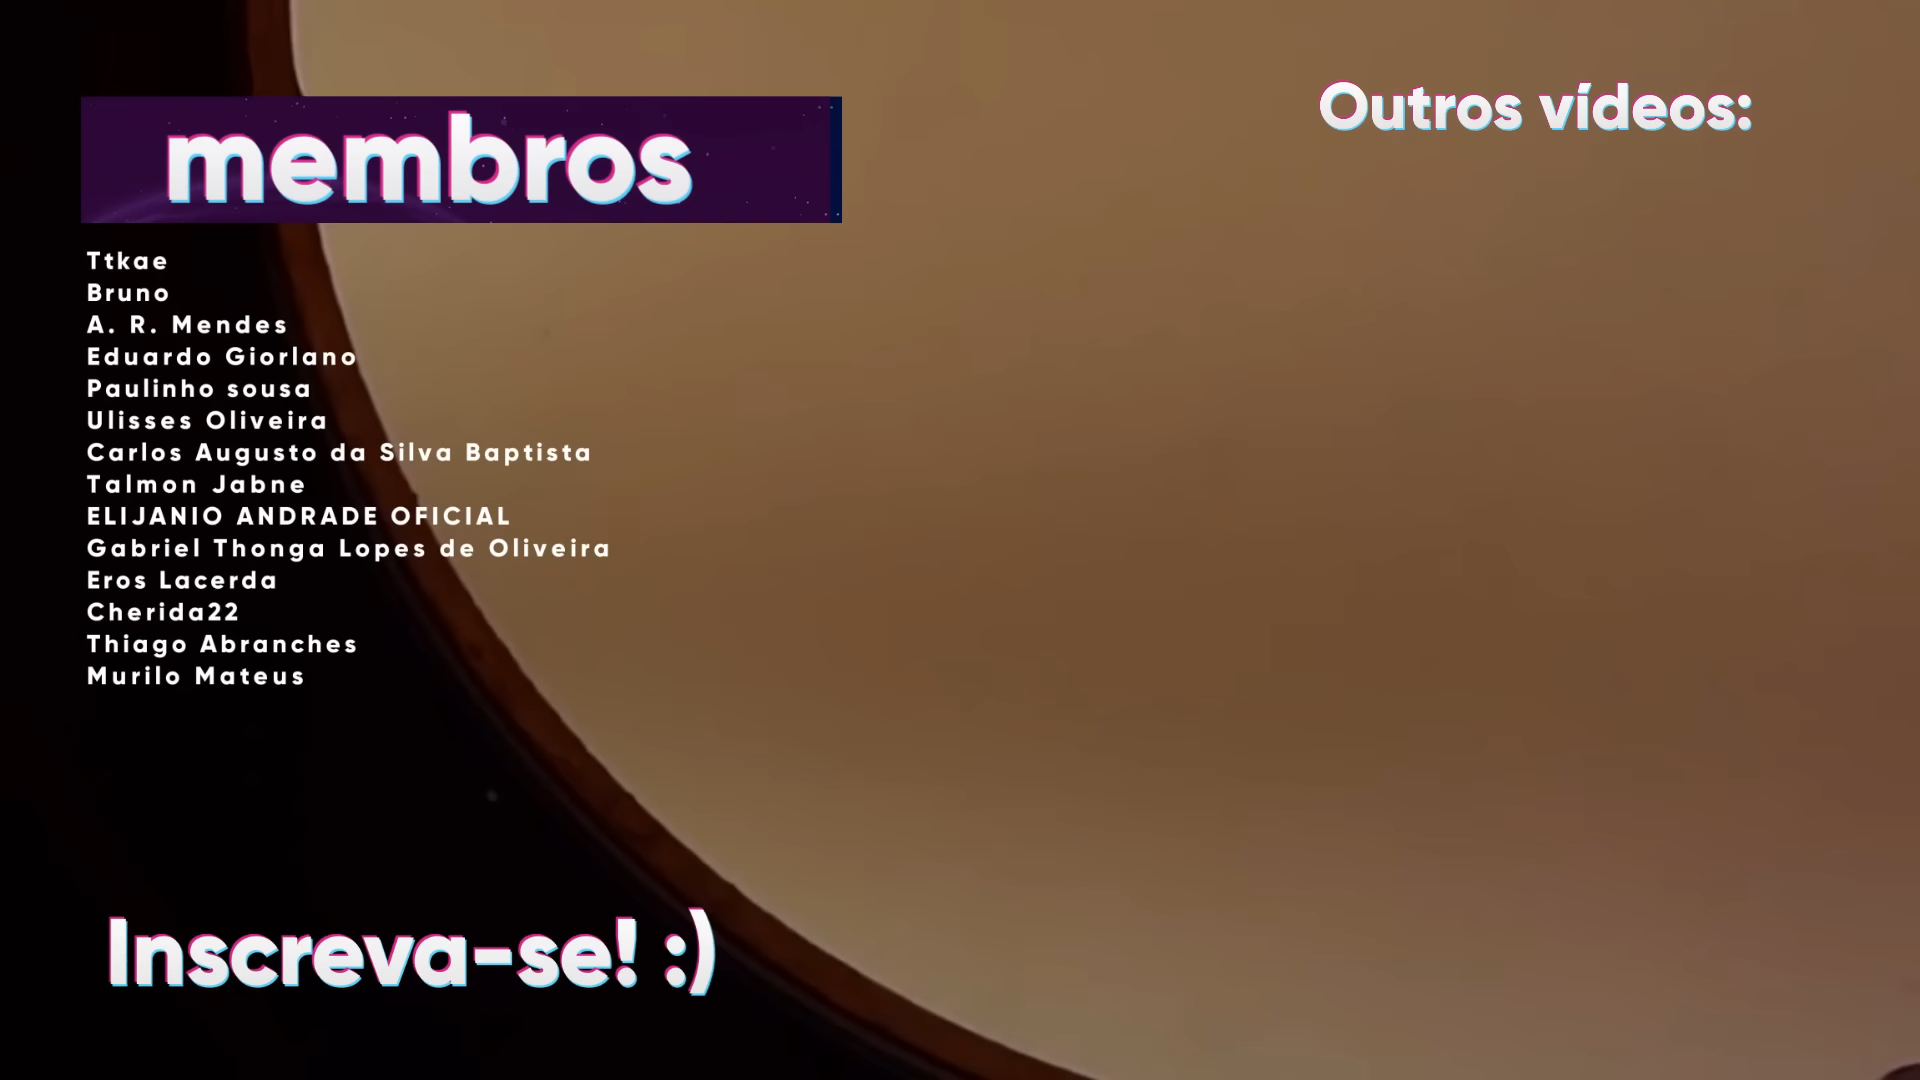 membros
Ttkae
Bruno
A. R. Mendes
Eduardo Giorlano
Paulinho sousa
Ulisses Oliveira
Carlos Augusto da Silva Baptista
Talmon Jabne
ELIJANIO ANDRADE OFICIAL
Gabriel Thonga Lopes de Oliveira
Eros Lacerda
Cherida22
Thiago Abranches
Murilo Mateus
Inscreva-se! :)
Outros vídeos: